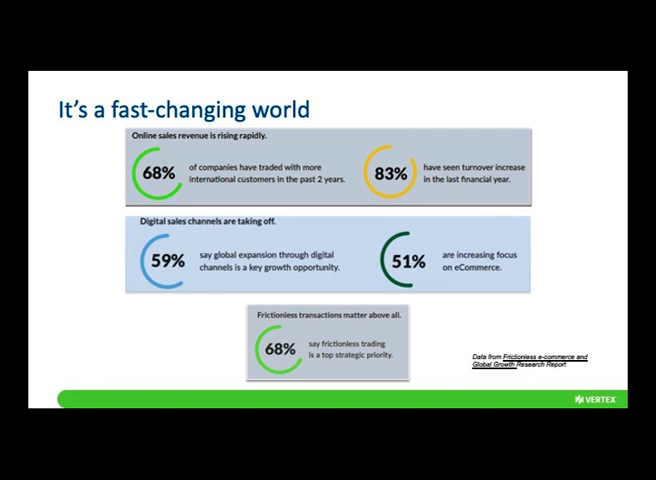 It's a fast-changing world
Online sales revenue is rising rapidly.
68%
of companies have traded with more
international customers in the past 2 years.
83%
have seen turnover increase
in the last financial year.
Digital sales channels are taking off.
59%
say global expansion through digital
channels is a key growth opportunity.
51%
are increasing focus
on eCommerce.
Frictionless transactions matter above all.
68%
say frictionless trading
is a top strategic priority.
Data from Frictionless e-commerce and
Global Growth Research Report
VERTEX